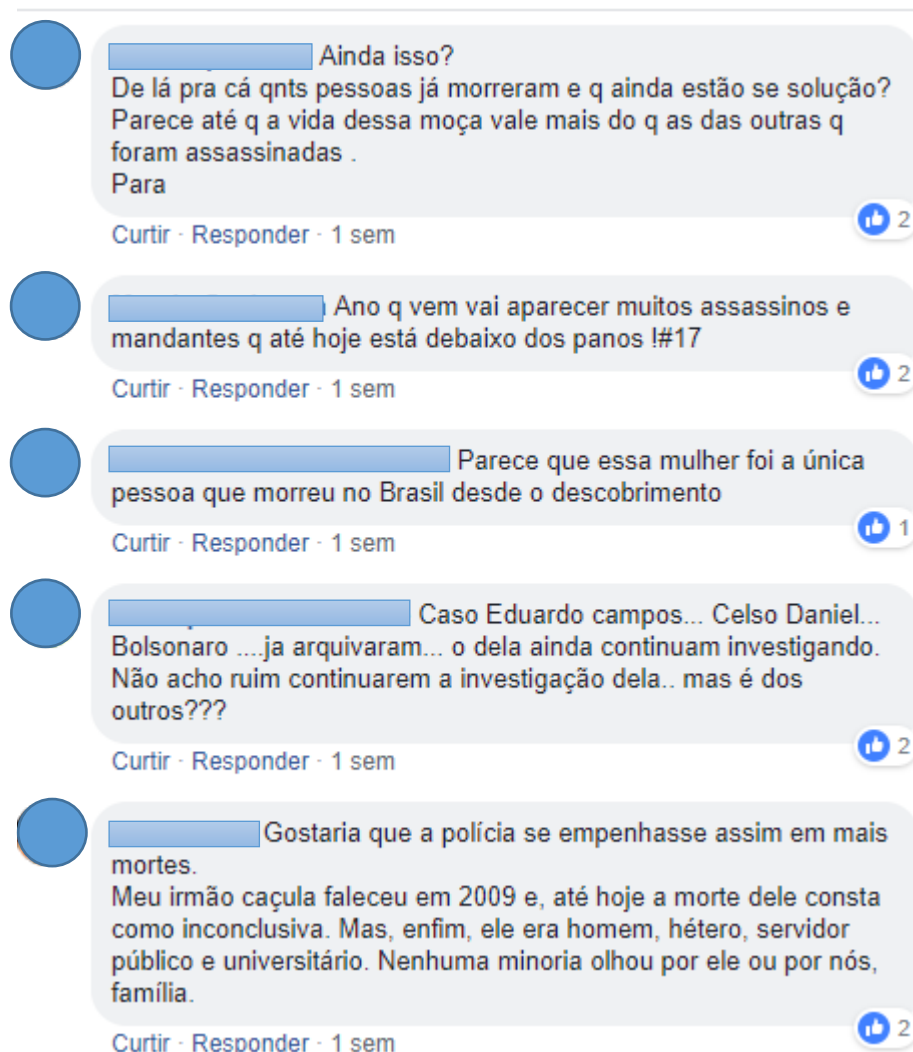 Ainda isso?
De lá pra cá qnts pessoas já morreram e q ainda estão se solução?
Parece até q a vida dessa moça vale mais do q as das outras q
foram assassinadas .
Para
2
Curtir · Responder · 1 sem
Ano q vem vai aparecer muitos assassinos e
mandantes q até hoje está debaixo dos panos !#17
2
Curtir · Responder · 1 sem
Parece que essa mulher foi a única
pessoa que morreu no Brasil desde o descobrimento
1
Curtir · Responder · 1 sem
Caso Eduardo campos... Celso Daniel...
Bolsonaro ....ja arquivaram... o dela ainda continuam investigando.
Não acho ruim continuarem a investigação dela.. mas é dos
outros???
2
Curtir · Responder · 1 sem
Gostaria que a polícia se empenhasse assim em mais
mortes.
Meu irmão caçula faleceu em 2009 e, até hoje a morte dele consta
como inconclusiva. Mas, enfim, ele era homem, hétero, servidor
público e universitário. Nenhuma minoria olhou por ele ou por nós,
família.
2
Curtir · Responder · 1 sem